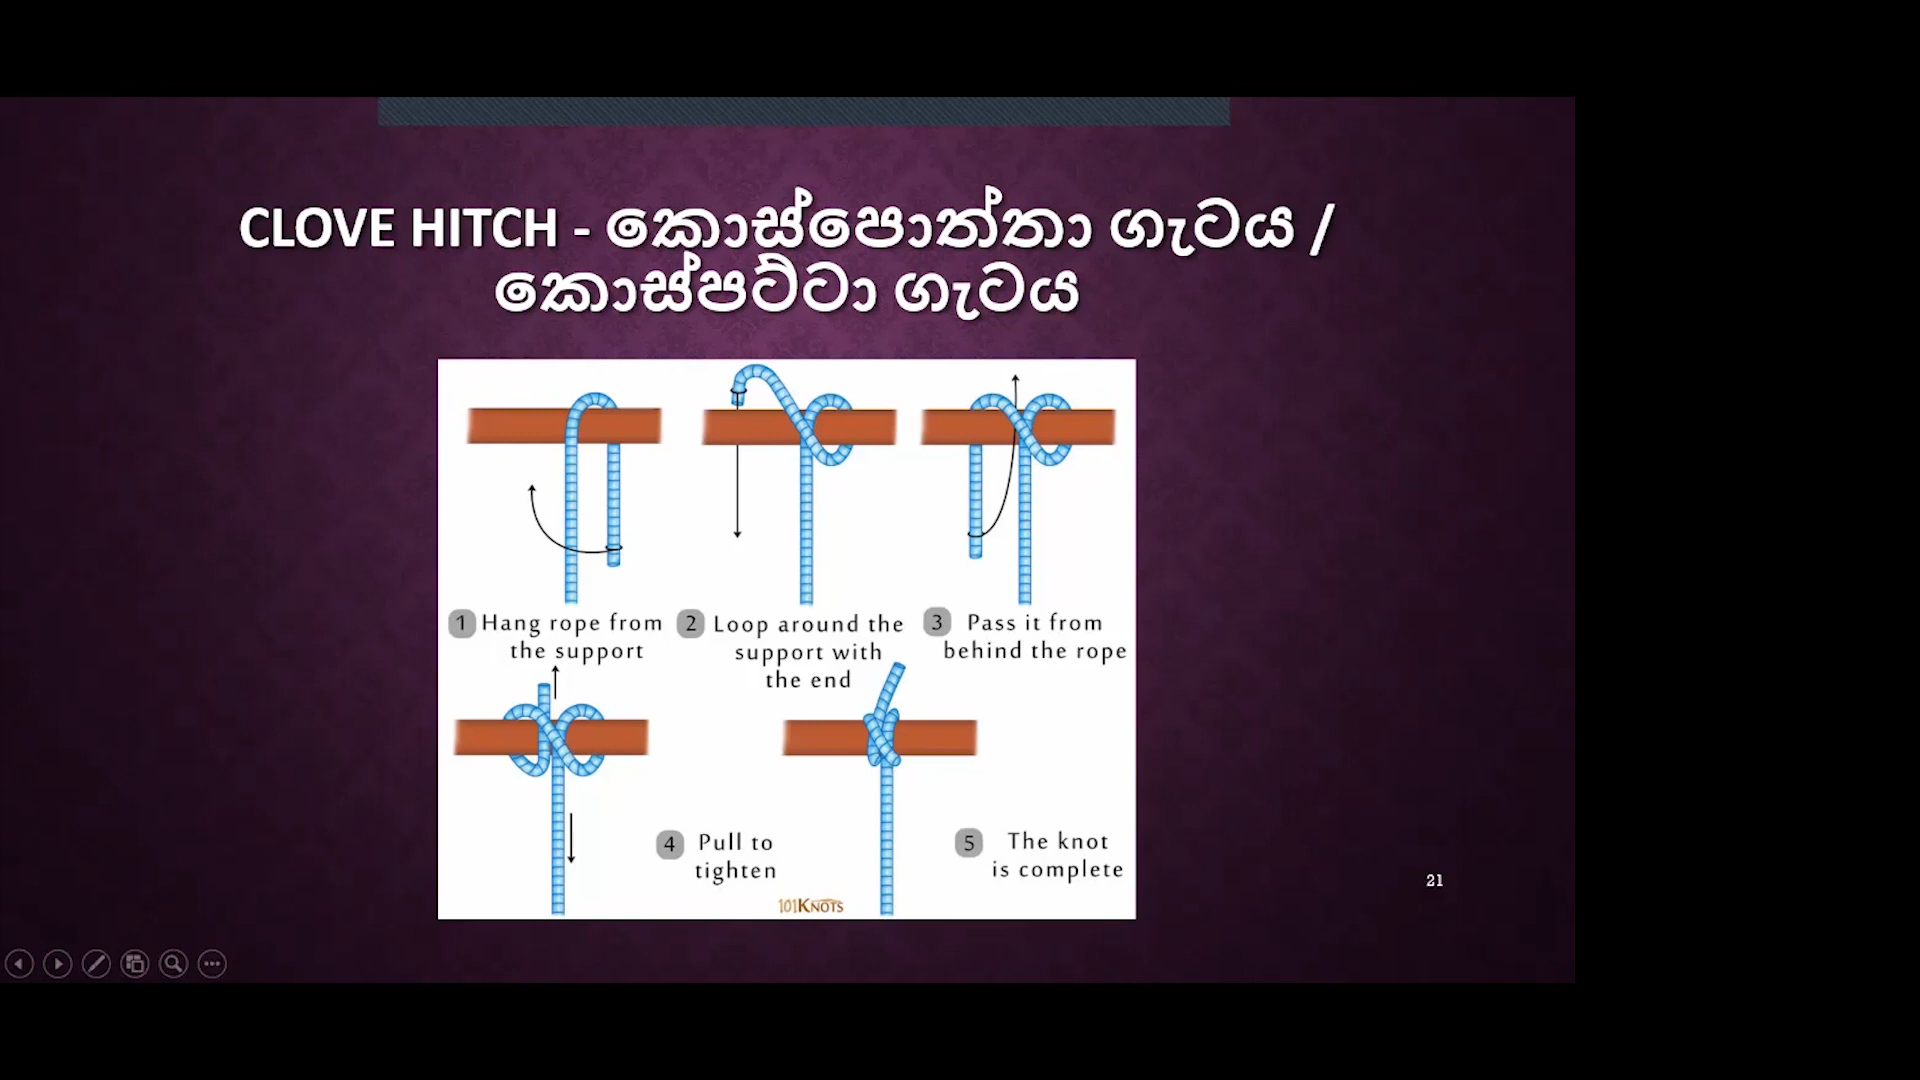 CLOVE HITCH - කොස්පොත්තා ගැටය /
කොස්පට්ටා ගැටය
1 Hang rope from
the support
2 Loop around the
support with
the end
3 Pass it from
behind the rope
4 Pull to
tighten
5 The knot
is complete
101KNOTS
21